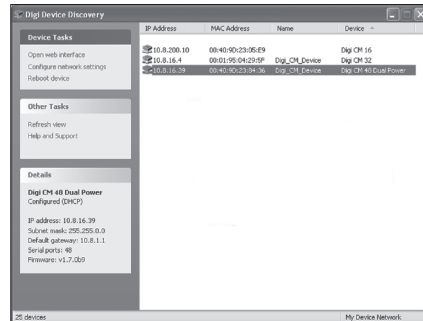 Digi Device Discovery
Device Tasks
Open web interface
Configure network settings
Reboot device
Other Tasks
Refresh view
Help and Support
Details
Digi CM 48 Dual Power
Configured (DHCP)
IP address: 10.8.16.39
Subnet mask: 255.255.0.0
Default gateway: 10.8.1.1
Serial ports: 48
Firmware: v1.7.0b9
IP Address MAC Address Name Device
10.8.200.10 00:40:9D:23:05:E9 Digi CM 16
10.8.16.4 00:01:95:04:29:5F Digi_CM_Device Digi CM 32
10.8.16.39 00:40:9D:23:84:36 Digi_CM_Device Digi CM 48 Dual Power
25 devices My Device Network